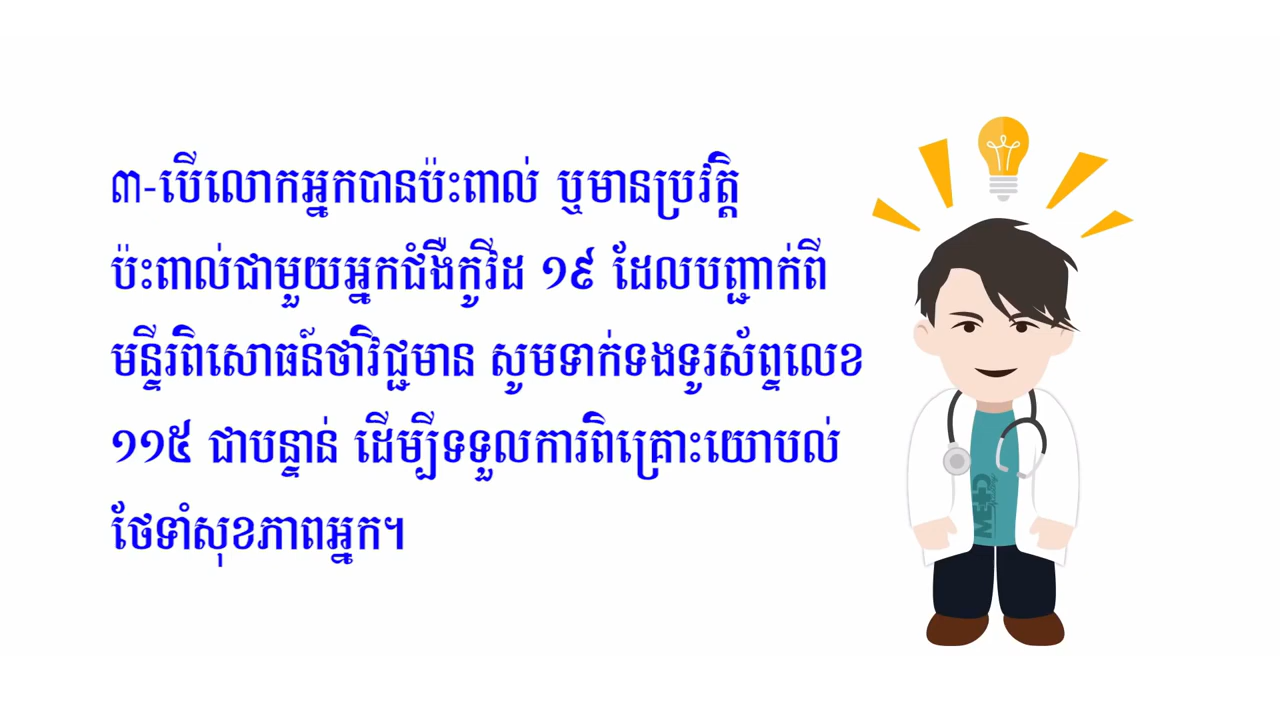 ៣-បើលោកអ្នកបានប៉ះពាល់ ឬមានប្រវត្តិ
ប៉ះពាល់ជាមួយអ្នកជំងឺកូវីដ ១៩ ដែលបញ្ជាក់ពី
មន្ទីរពិសោធន៍ថាវិជ្ជមាន សូមទាក់ទងទូរស័ព្ទលេខ
១១៥ ជាបន្ទាន់ ដើម្បីទទួលការពិគ្រោះយោបល់
ថែទាំសុខភាពអ្នក។
MED